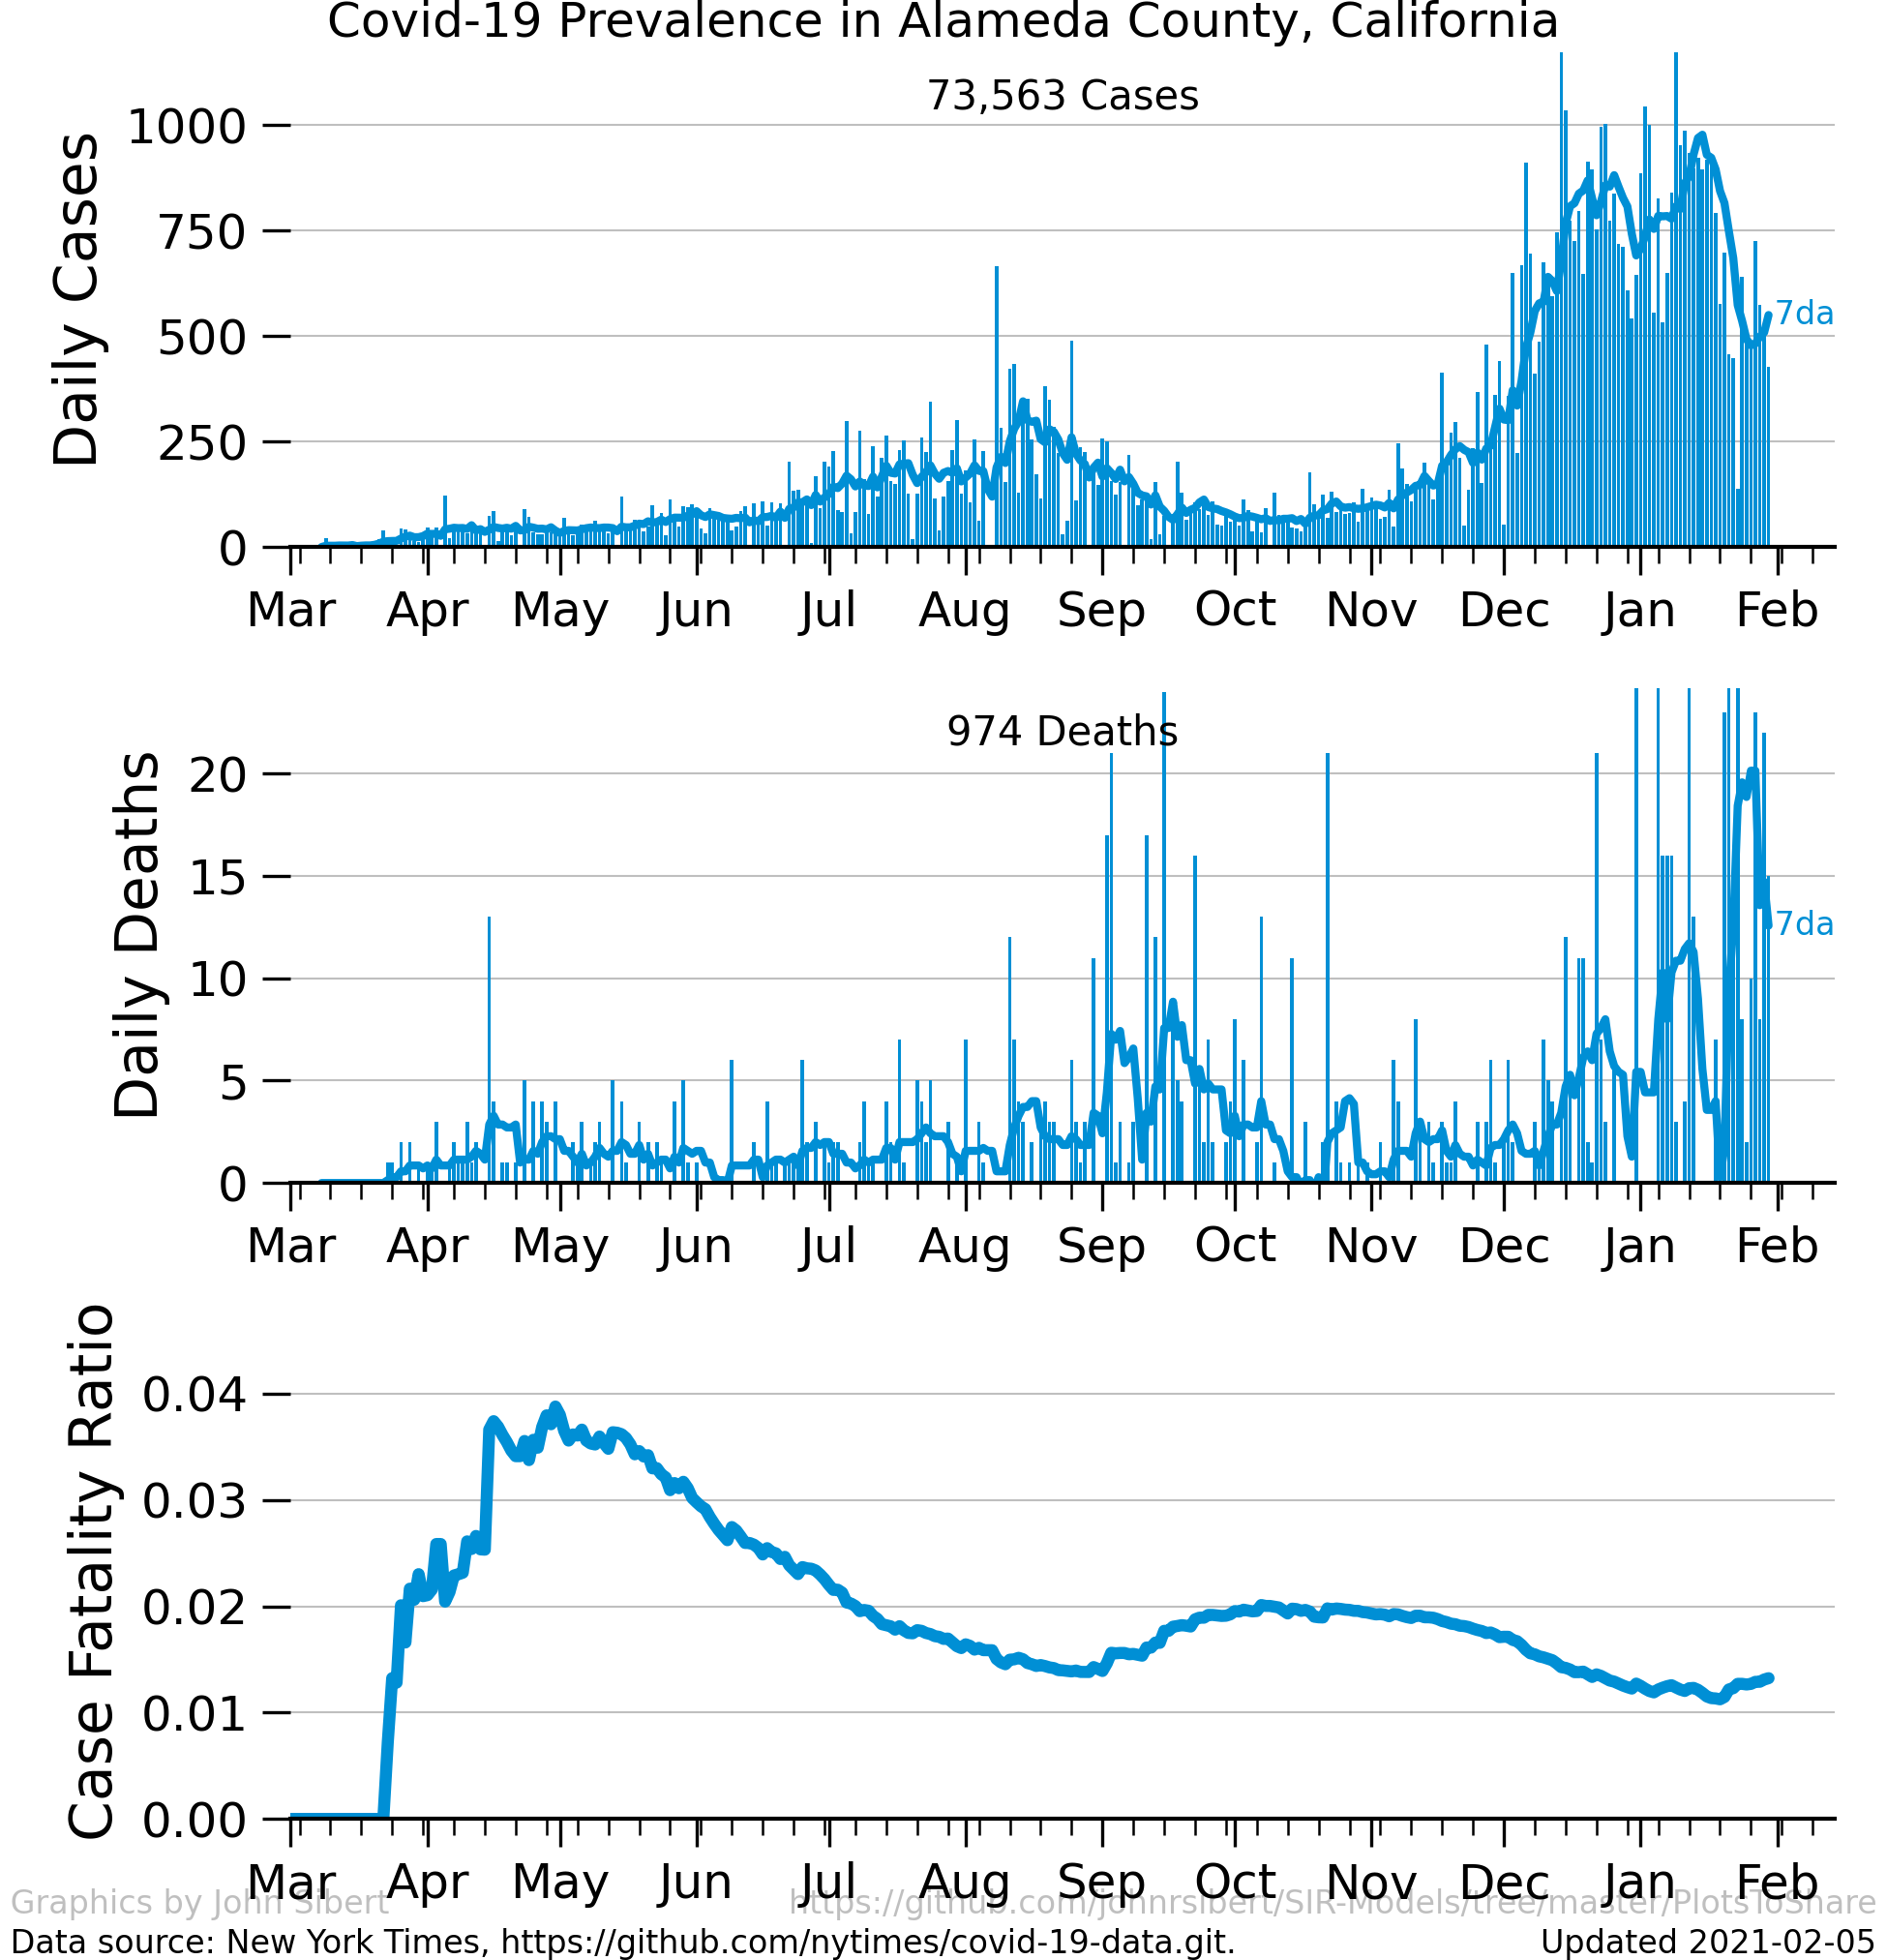 Covid-19 Prevalence in Alameda County, California
73,563 Cases
Daily Cases
1000
750
500
250
0
7da
Mar Apr May Jun Jul Aug Sep Oct Nov Dec Jan Feb
974 Deaths
Daily Deaths
20
15
10
5
0
7da
Mar Apr May Jun Jul Aug Sep Oct Nov Dec Jan Feb
Case Fatality Ratio
0.04
0.03
0.02
0.01
0.00
Mar Apr May Jun Jul Aug Sep Oct Nov Dec Jan Feb
Graphics by John Sibert https://github.com/johnrsibert/SIR-Models/tree/master/PlotsToShare
Data source: New York Times, https://github.com/nytimes/covid-19-data.git. Updated 2021-02-05